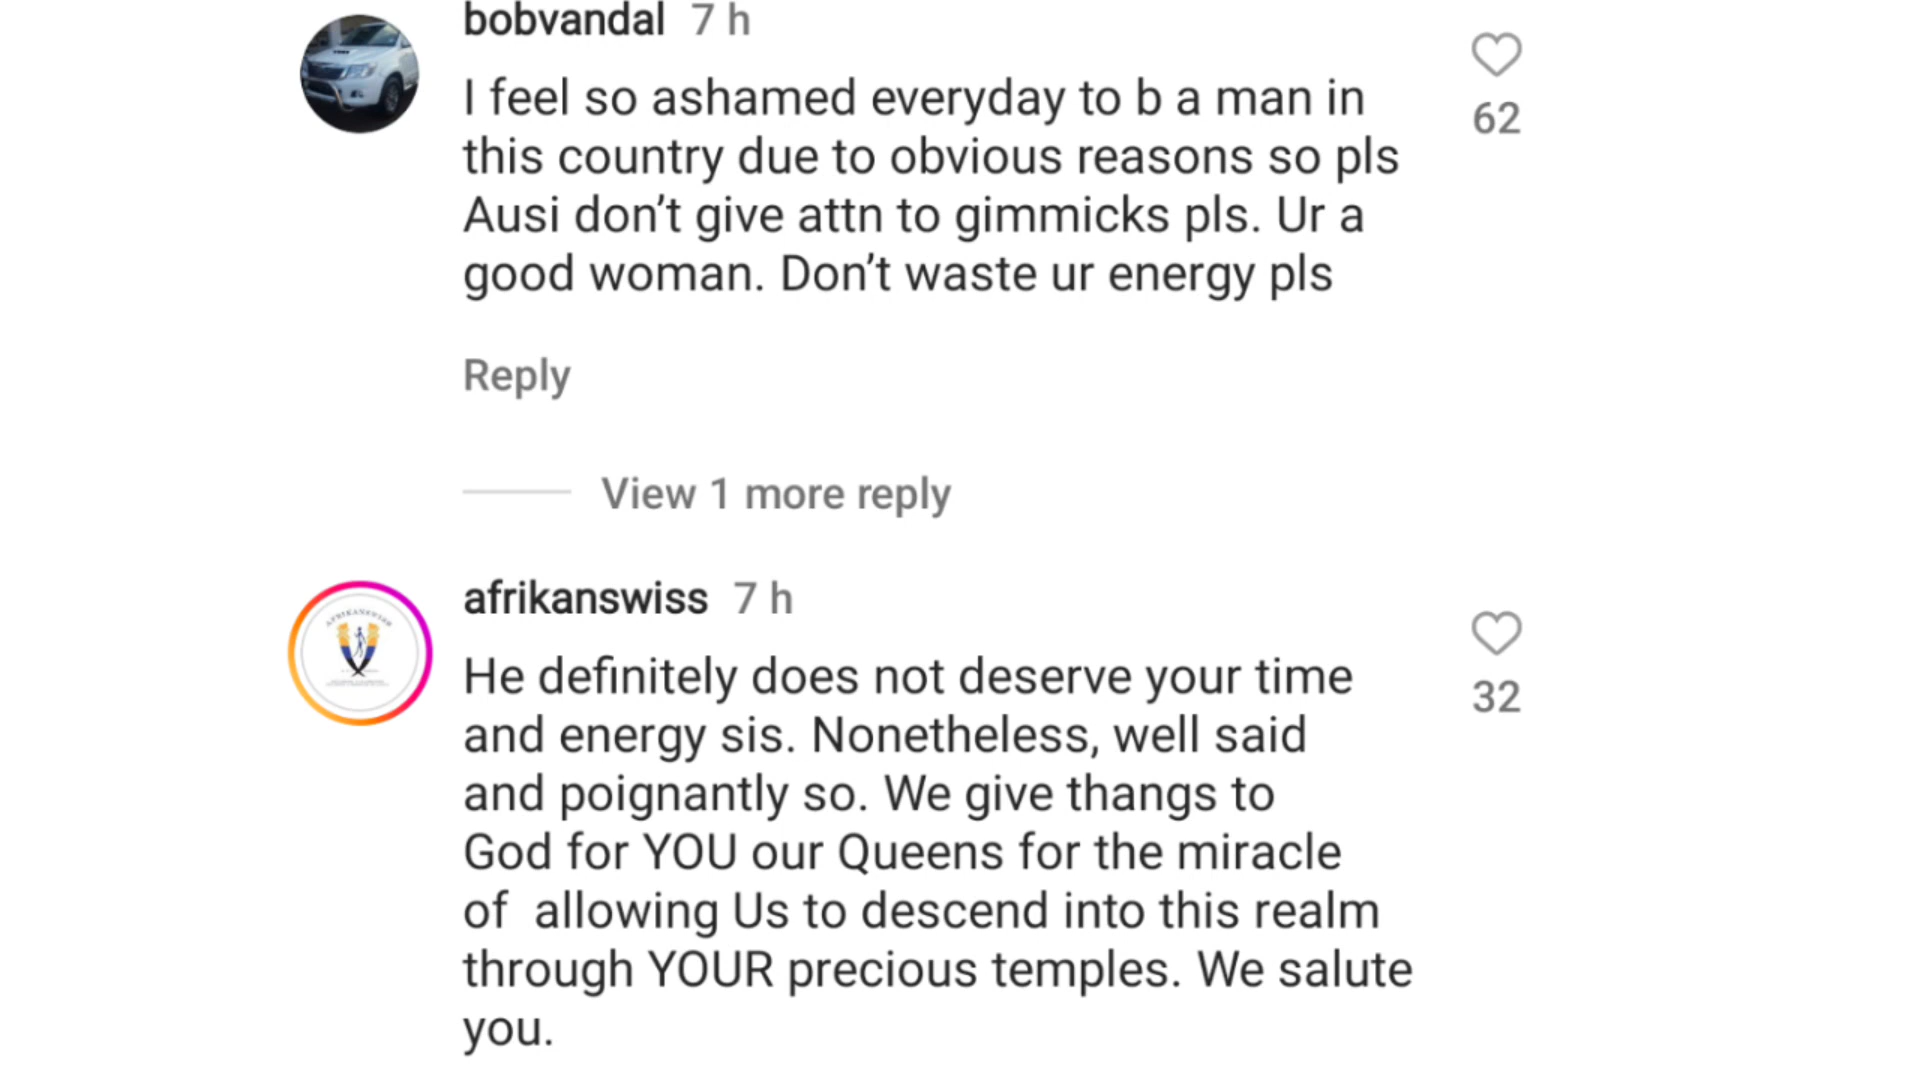 bobvandal 7 h
I feel so ashamed everyday to b a man in
this country due to obvious reasons so pls
Ausi don’t give attn to gimmicks pls. Ur a
good woman. Don’t waste ur energy pls
62
Reply
View 1 more reply
afrikanswiss 7 h
He definitely does not deserve your time
and energy sis. Nonetheless, well said
and poignantly so. We give thangs to
God for YOU our Queens for the miracle
of  allowing Us to descend into this realm
through YOUR precious temples. We salute
you.
32